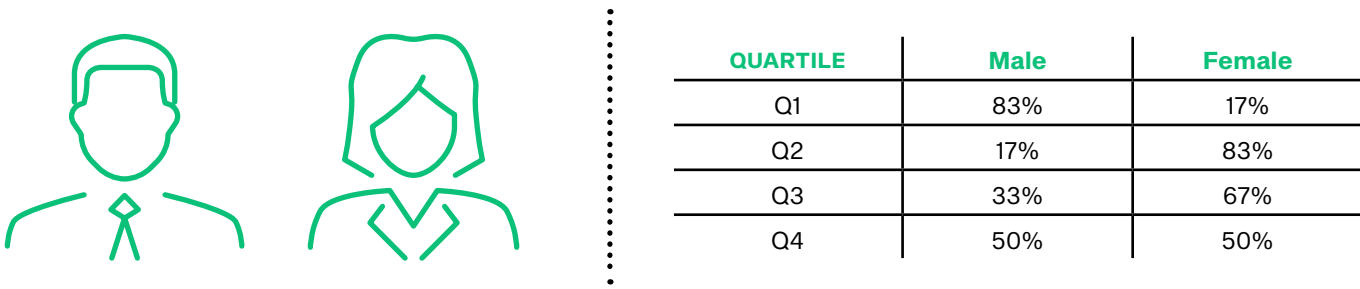 QUARTILE Male Female
Q1 83% 17%
Q2 17% 83%
Q3 33% 67%
Q4 50% 50%